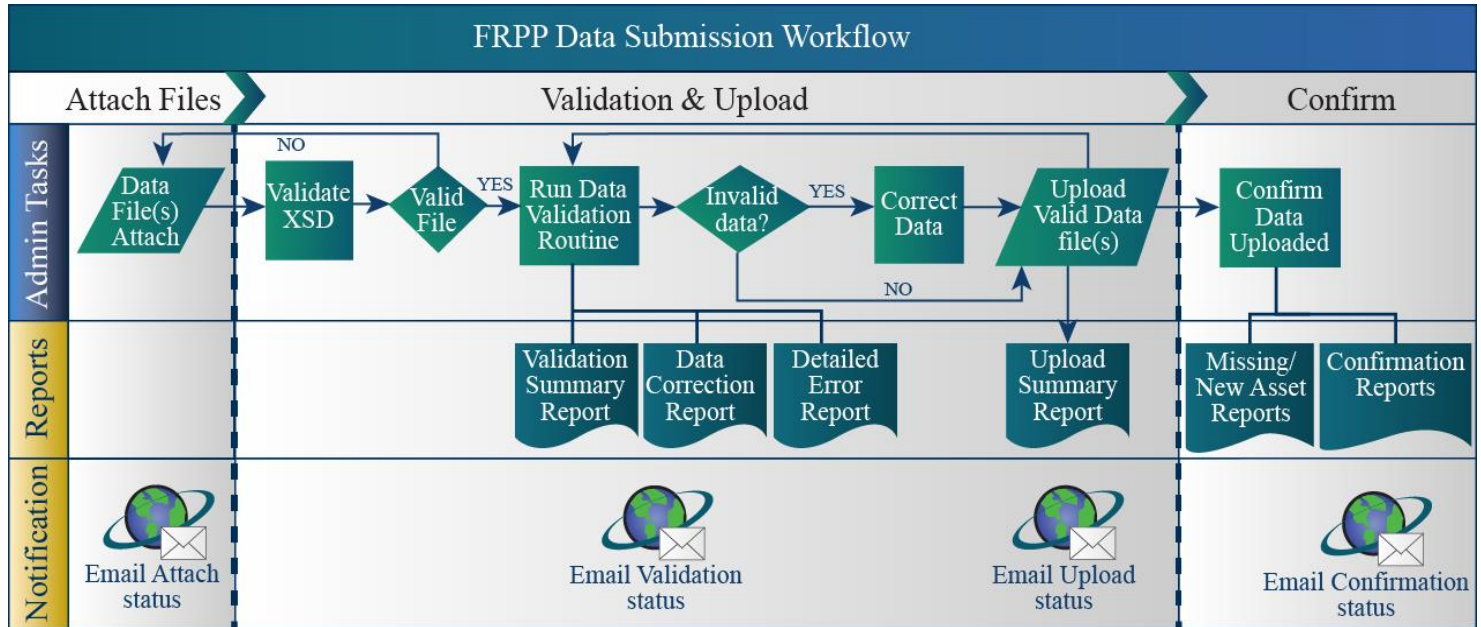 FRPP Data Submission Workflow
Attach Files
Validation & Upload
Confirm
Admin Tasks
Data
File(s)
Attach
Validate
XSD
NO
Valid
File
YES
Run Data
Validation
Routine
Invalid
data?
YES
NO
Correct
Data
Upload
Valid Data
file(s)
Confirm
Data
Uploaded
Reports
Validation
Summary
Report
Data
Correction
Report
Detailed
Error
Report
Upload
Summary
Report
Missing/
New Asset
Reports
Confirmation
Reports
Notification
Email Attach
status
Email Validation
status
Email Upload
status
Email Confirmation
status